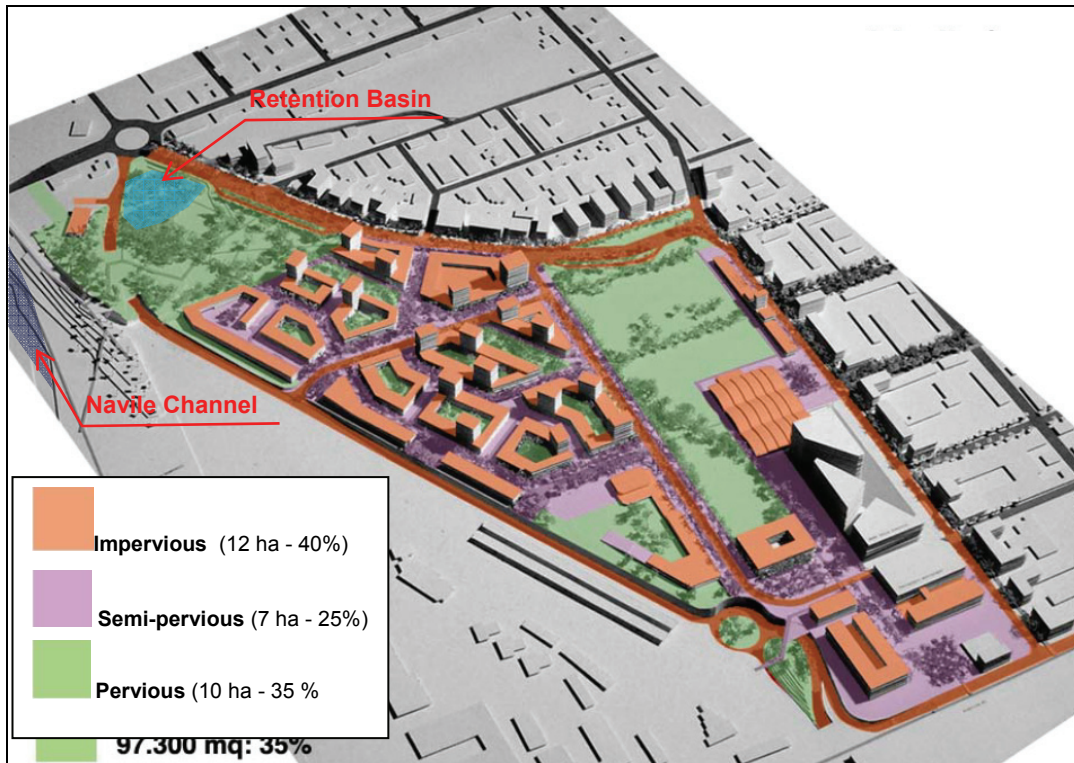 Retention Basin
Navile Channel
Impervious (12 ha - 40%)
Semi-pervious (7 ha - 25%)
Pervious (10 ha - 35 %
97.300 mq: 35%